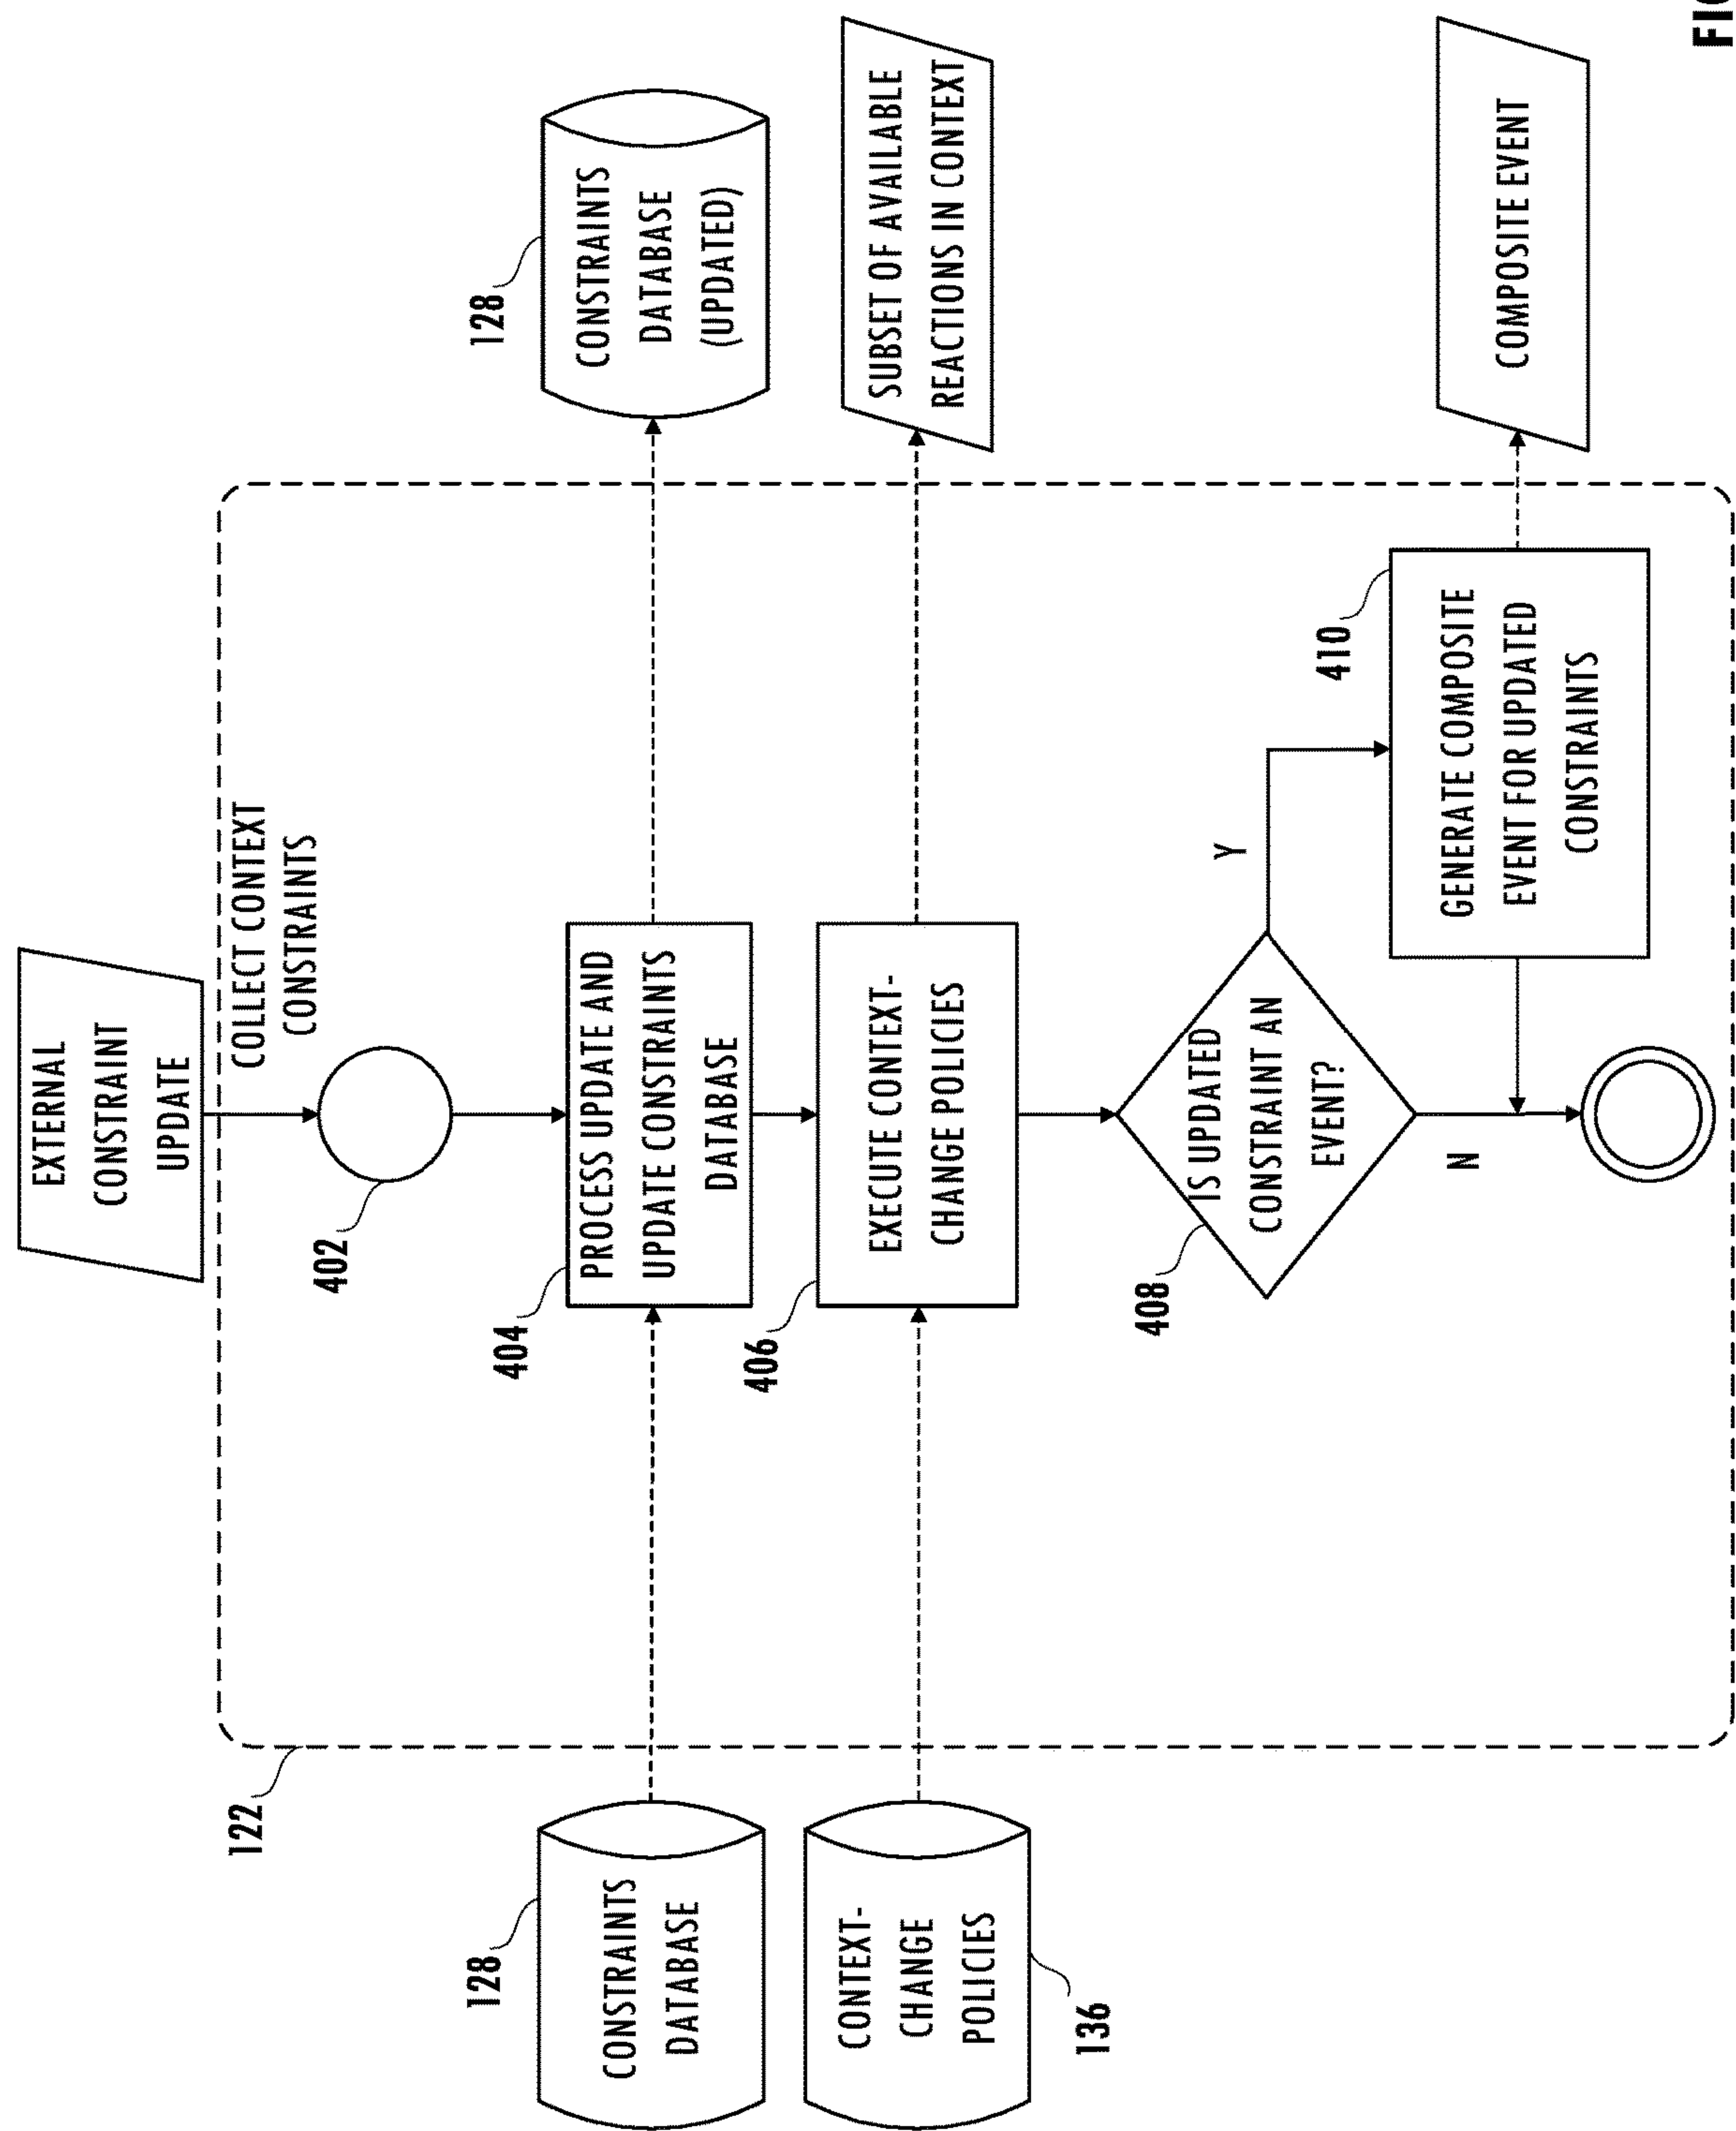 EXTERNAL
CONSTRAINT
UPDATE
122
COLLECT CONTEXT
CONSTRAINTS
402
128
CONSTRAINTS
DATABASE
404
PROCESS UPDATE AND
UPDATE CONSTRAINTS
DATABASE
128
CONSTRAINTS
DATABASE
(UPDATED)
CONTEXT-
CHANGE
POLICIES
136
406
EXECUTE CONTEXT-
CHANGE POLICIES
SUBSET OF AVAILABLE
REACTIONS IN CONTEXT
408
IS UPDATED
CONSTRAINT AN
EVENT?
Y
N
410
GENERATE COMPOSITE
EVENT FOR UPDATED
CONSTRAINTS
COMPOSITE EVENT